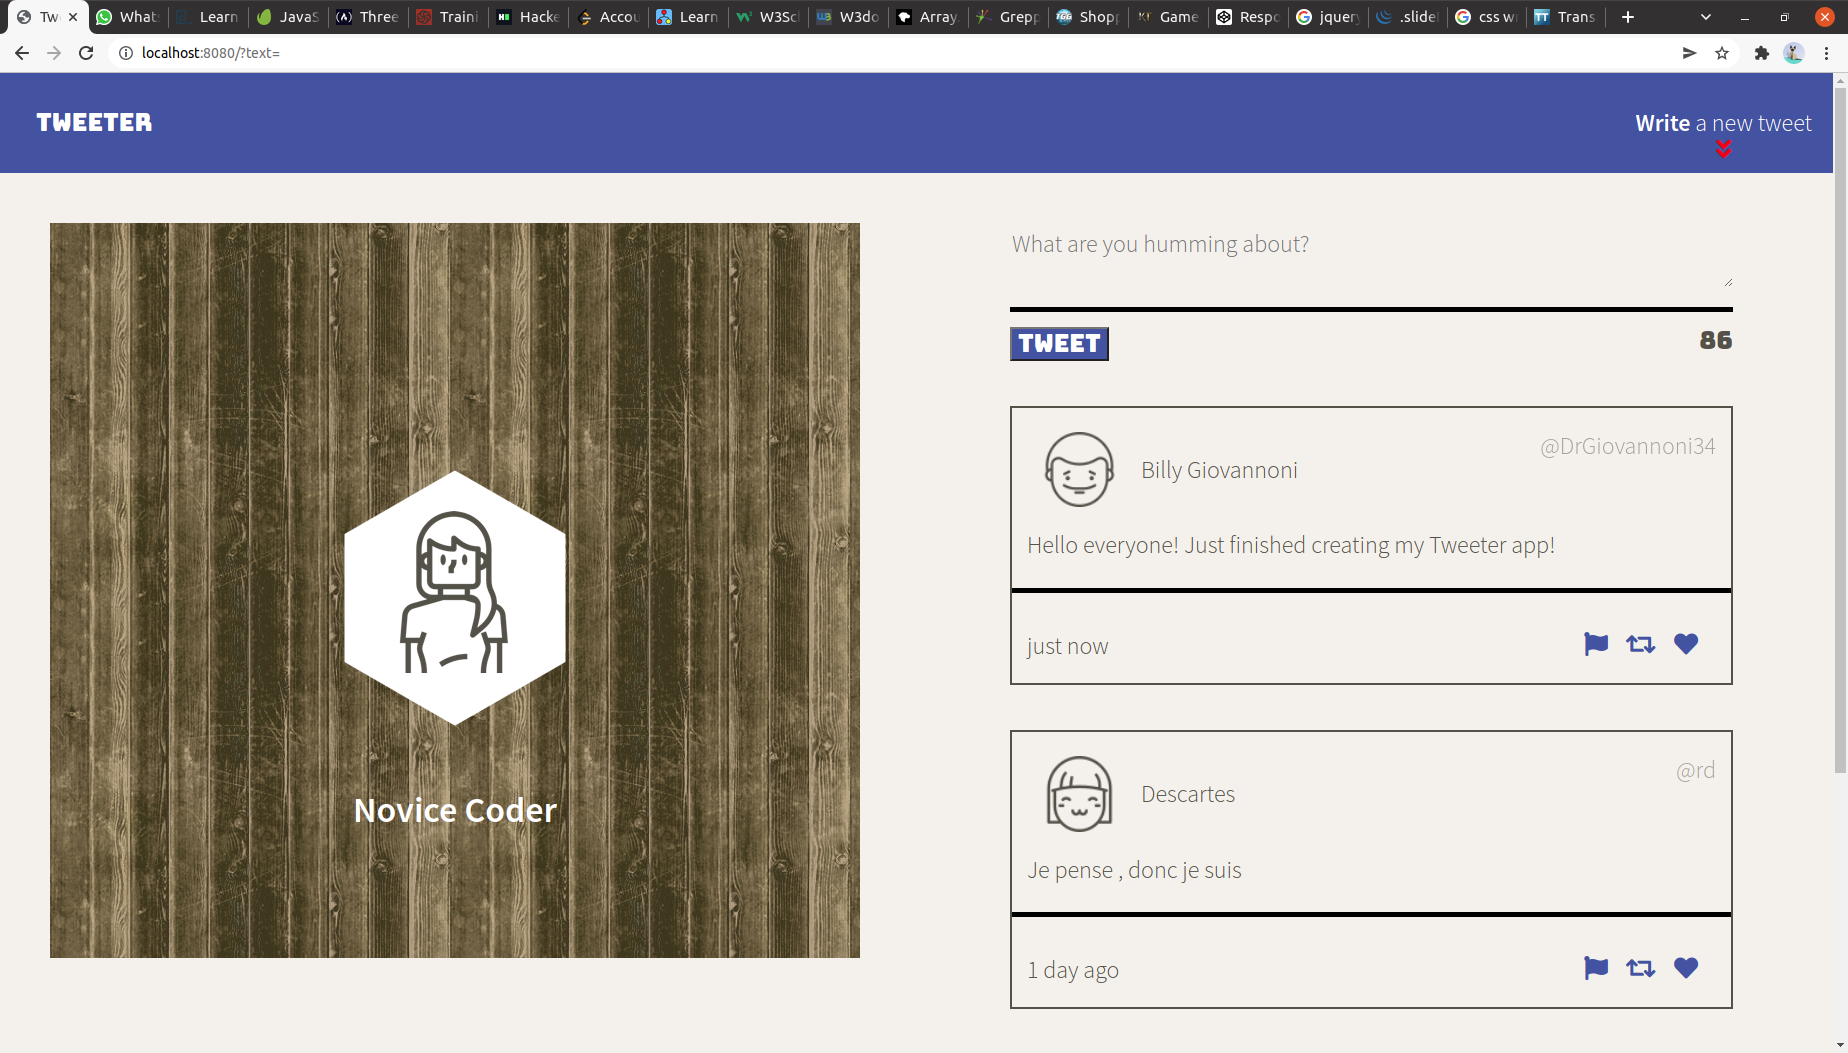 Twe
What
Learn
JavaS
Three
Traini
Hacke
Accou
Learn
W3Sch
W3do
Array.
Grepp
Shopp
Game
Respo
jquery
.slide
css wr
Trans
localhost:8080/?text=
TWEETER
Write a new tweet
What are you humming about?
TWEET
86
@DrGiovannoni34
Billy Giovannoni
Hello everyone! Just finished creating my Tweeter app!
just now
@rd
Descartes
Je pense , donc je suis
1 day ago
Novice Coder